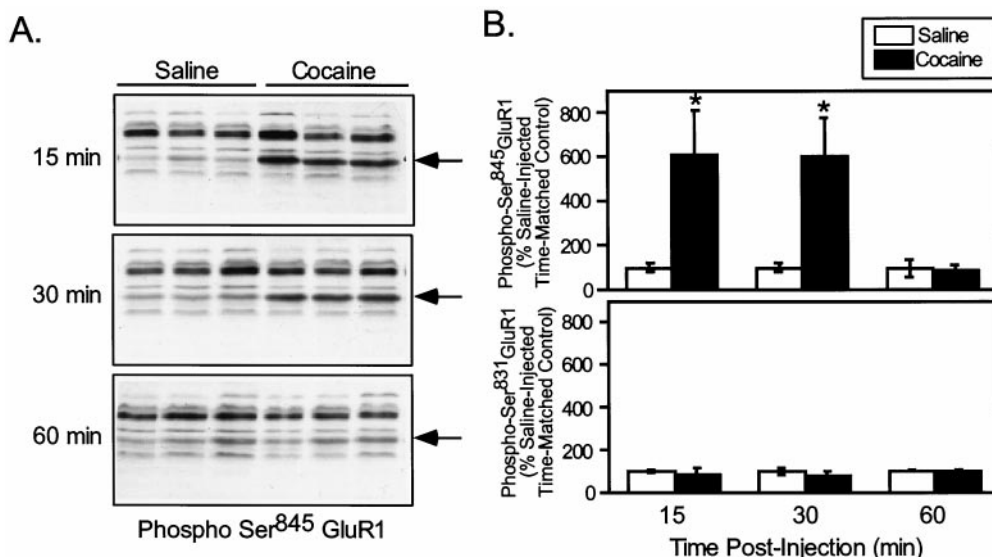 A.
Saline Cocaine
15 min
30 min
60 min
Phospho Ser845 GluR1
B.
Saline
Cocaine
Phospho-Ser845GluR1
(% Saline-Injected
Time-Matched Control)
800
600
400
200
0
* *
Phospho-Ser831GluR1
(% Saline-Injected
Time-Matched Control)
800
600
400
200
0
15 30 60
Time Post-Injection (min)